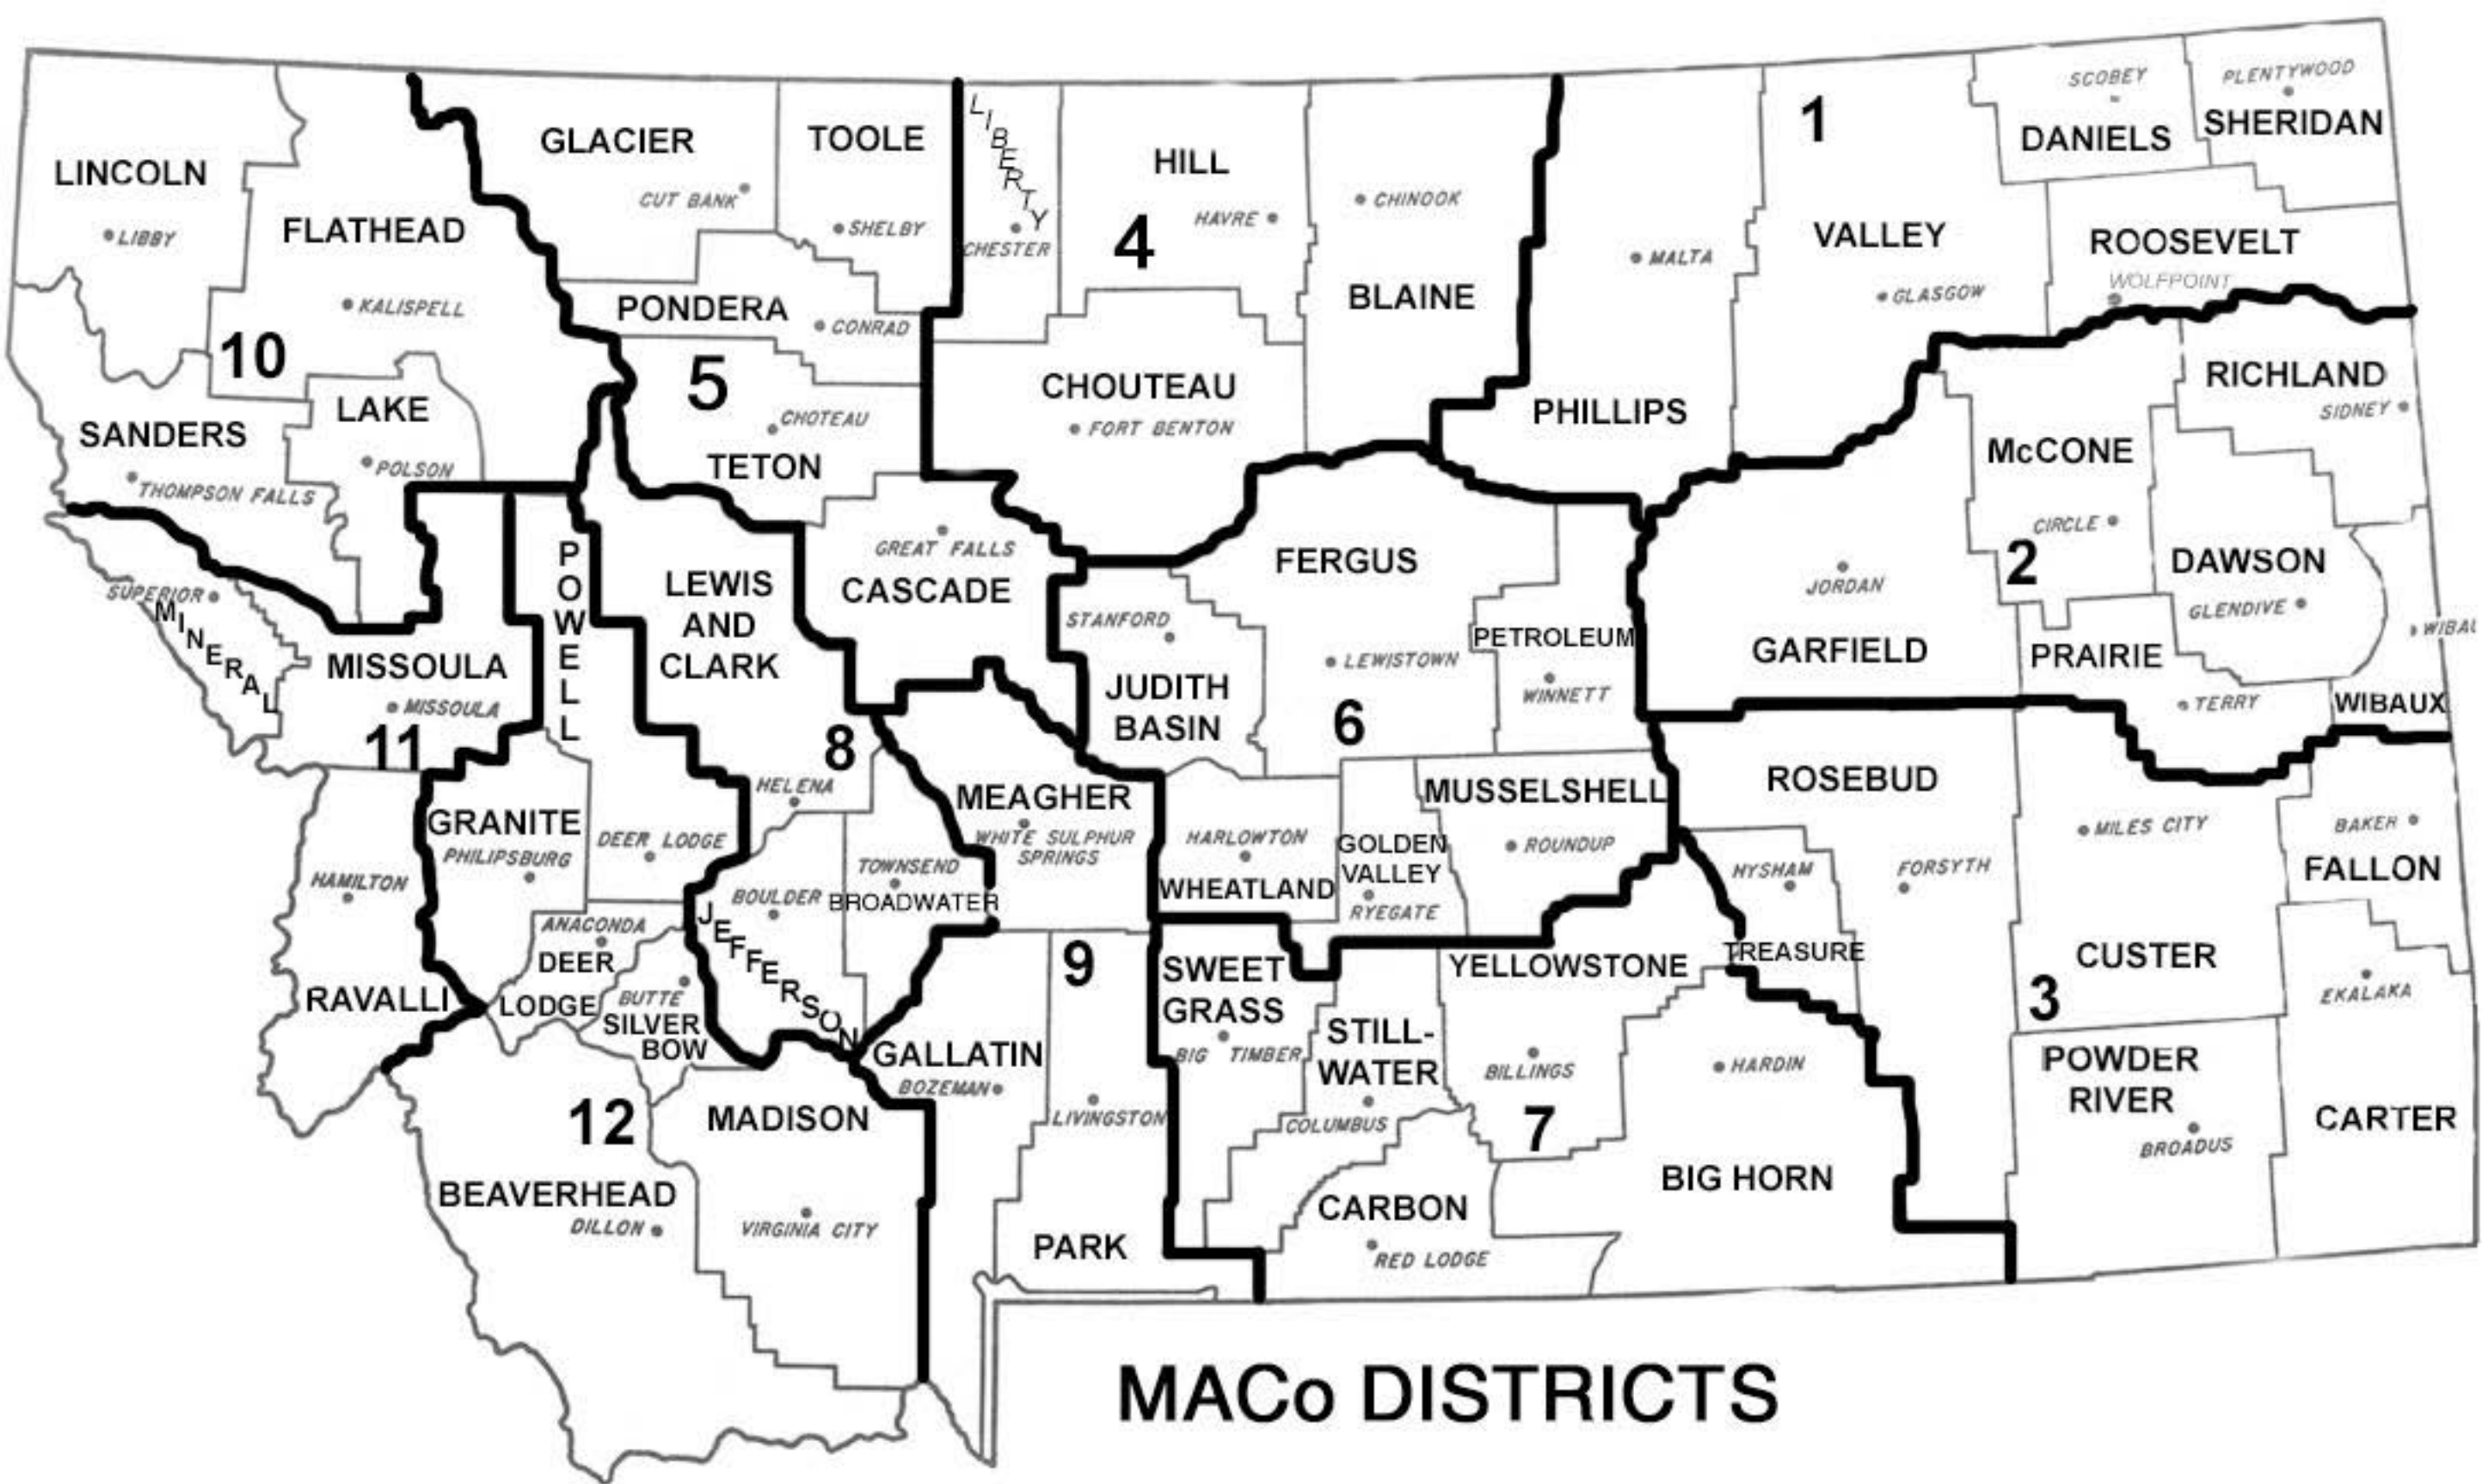 LINCOLN
LIBBY
FLATHEAD
KALISPELL
10
SANDERS
THOMPSON FALLS
LAKE
POLSON
GLACIER
CUT BANK
TOOLE
SHELBY
PONDERA
CONRAD
5
CHOTEAU
TETON
GREAT FALLS
CASCADE
LIBERTY
CHESTER
HILL
HAVRE
4
CHINOOK
BLAINE
CHOUTEAU
FORT BENTON
1
MALTA
PHILLIPS
VALLEY
GLASGOW
SCOBEY
DANIELS
PLENTYWOOD
SHERIDAN
ROOSEVELT
WOLFPOINT
RICHLAND
SIDNEY
McCONE
CIRCLE
2
DAWSON
GLENDIVE
JORDAN
GARFIELD
PRAIRIE
TERRY
WIBAU
WIBAUX
SUPERIOR
MINERAL
MISSOULA
MISSOULA
11
HAMILTON
RAVALLI
POWELL
DEER LODGE
GRANITE
PHILIPSBURG
ANACONDA
DEER
LODGE
BUTTE
SILVER
BOW
12
BEAVERHEAD
DILLON
MADISON
VIRGINIA CITY
LEWIS
AND
CLARK
8
HELENA
BOULDER
JEFFERSON
TOWNSEND
BROADWATER
MEAGHER
WHITE SULPHUR
SPRINGS
9
GALLATIN
BOZEMAN
LIVINGSTON
PARK
FERGUS
LEWISTOWN
STANFORD
JUDITH
BASIN
6
PETROLEUM
WINNETT
HARLOWTON
WHEATLAND
GOLDEN
VALLEY
RYEGATE
MUSSELSHELL
ROUNDUP
SWEET
GRASS
BIG TIMBER
STILL-
WATER
COLUMBUS
YELLOWSTONE
BILLINGS
7
CARBON
RED LODGE
HARDIN
BIG HORN
ROSEBUD
FORSYTH
HYSHAM
TREASURE
3
MILES CITY
CUSTER
BAKER
FALLON
POWDER
RIVER
BROADUS
EKALAKA
CARTER
MACo DISTRICTS